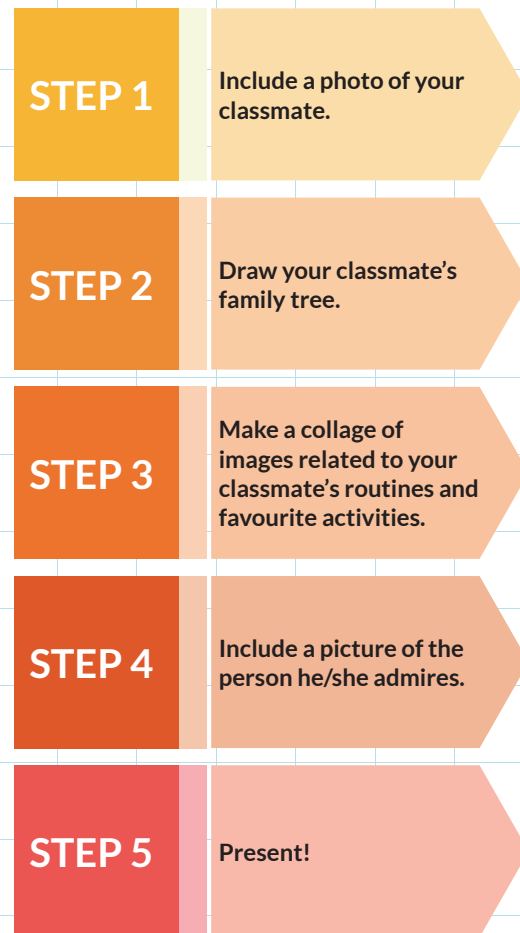 STEP 1
Include a photo of your
classmate.
STEP 2
Draw your classmate’s
family tree.
STEP 3
Make a collage of
images related to your
classmate’s routines and
favourite activities.
STEP 4
Include a picture of the
person he/she admires.
STEP 5
Present!